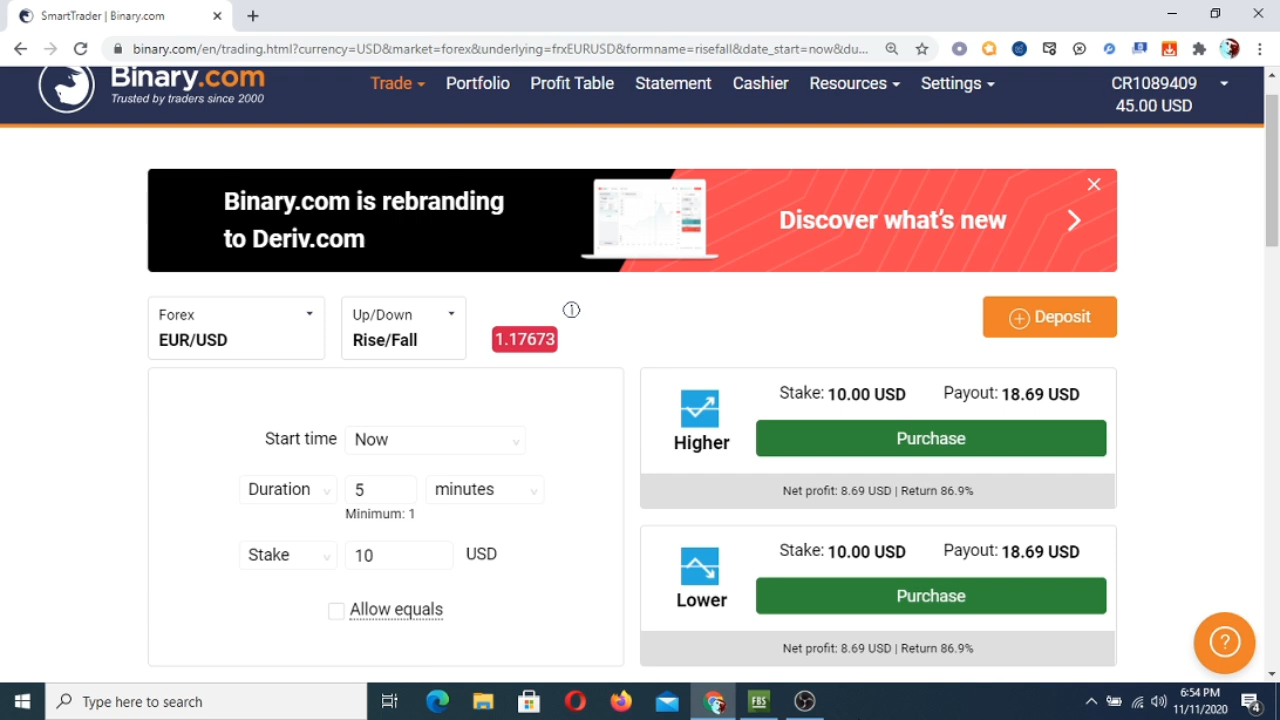 SmartTrader | Binary.com
binary.com/en/trading.html?currency=USD&market=forex&underlying=frxEURUSD&formname=risefall&date_start=now&du...
Binary.com
Trusted by traders since 2000
Trade
Portfolio
Profit Table
Statement
Cashier
Resources
Settings
CR1089409
45.00 USD
Binary.com is rebranding
to Deriv.com
Discover what's new
Forex
EUR/USD
Up/Down
Rise/Fall
1.17673
Deposit
Start time Now
Duration 5 minutes
Minimum: 1
Stake 10 USD
Allow equals
Higher
Stake: 10.00 USD Payout: 18.69 USD
Purchase
Net profit: 8.69 USD | Return 86.9%
Lower
Stake: 10.00 USD Payout: 18.69 USD
Purchase
Net profit: 8.69 USD | Return 86.9%
Type here to search
FBS
6:54 PM
11/11/2020
4